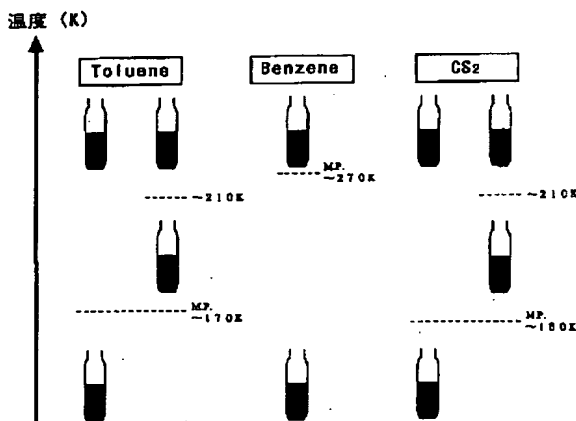 温度 (K)
Toluene
Benzene
CS2
M.P.
~270K
~210K
~210K
M.P.
~170K
M.P.
~160K